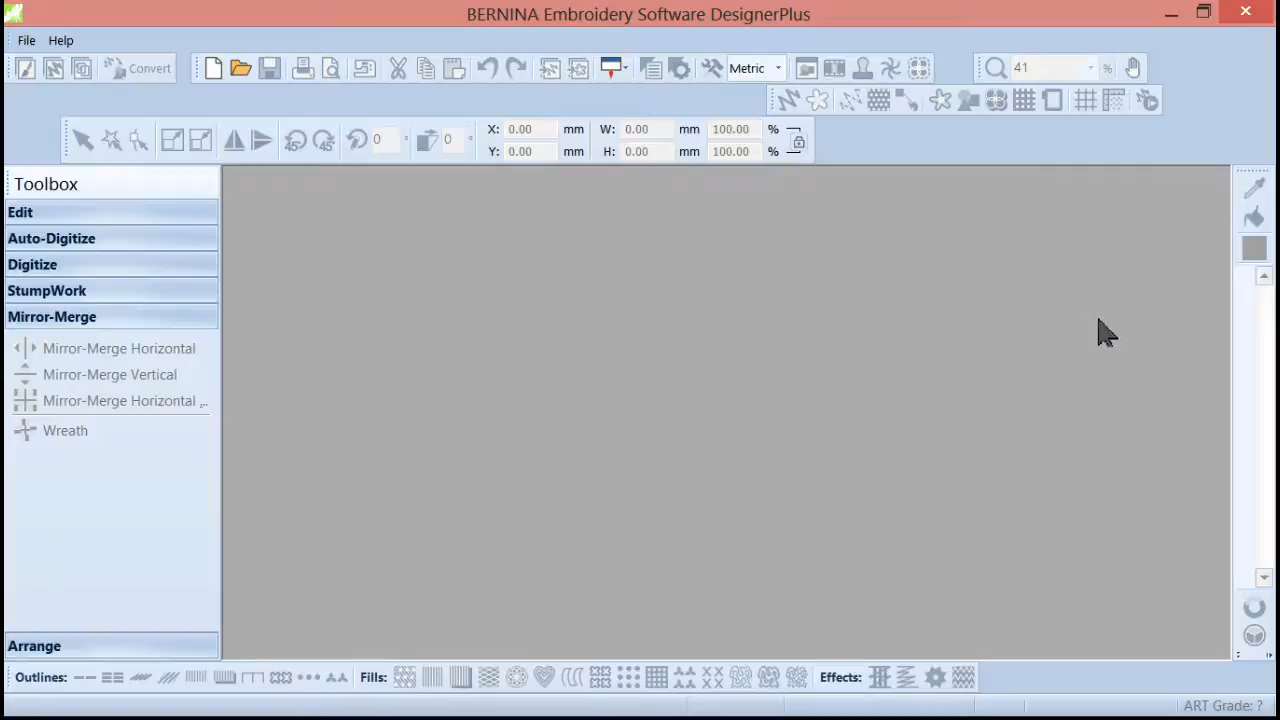 BERNINA Embroidery Software DesignerPlus
File Help
Convert Metric 41 %
0 ° 0 ° X: 0.00 mm W: 0.00 mm 100.00 %
Y: 0.00 mm H: 0.00 mm 100.00 %
45 45
Toolbox
Edit
Auto-Digitize
Digitize
StumpWork
Mirror-Merge
Mirror-Merge Horizontal
Mirror-Merge Vertical
Mirror-Merge Horizontal ...
Wreath
Arrange
Outlines: Fills: Effects:
ART Grade: ?